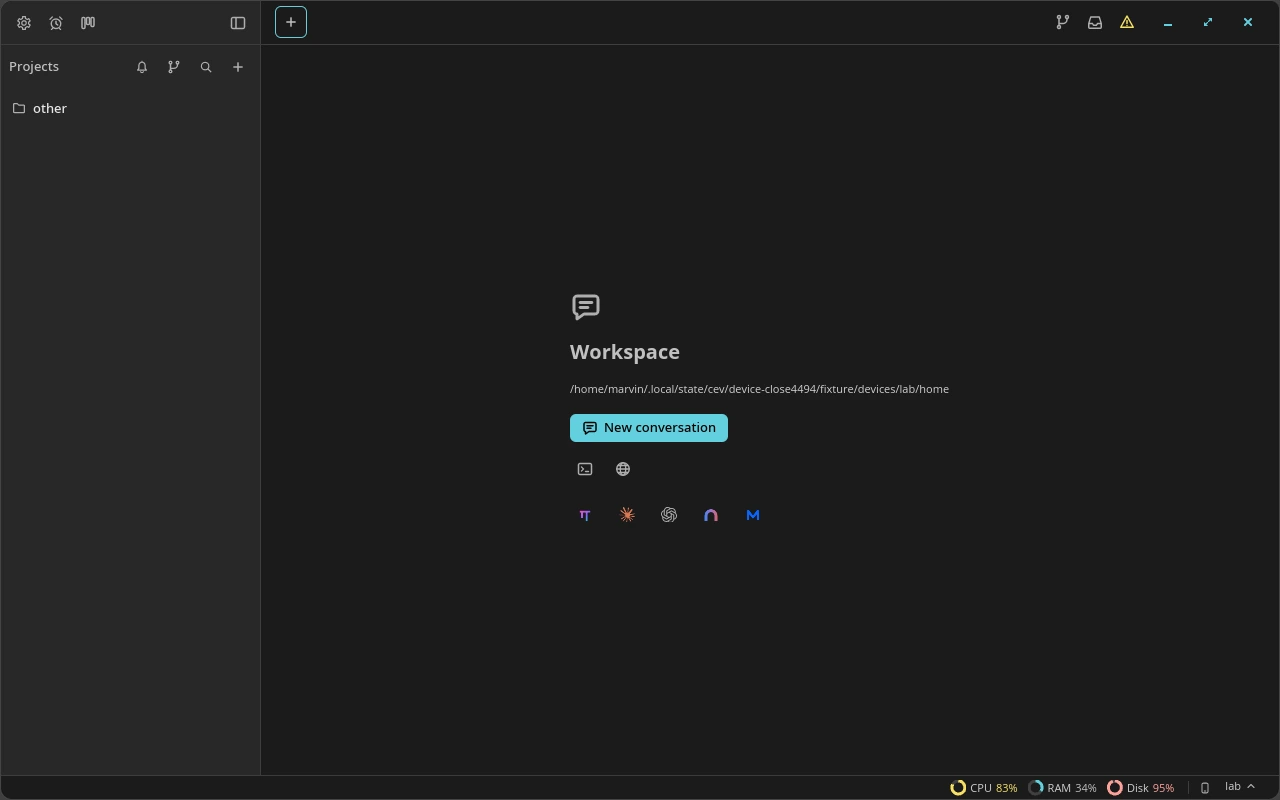 Projects
other
Workspace
/home/marvin/.local/state/cev/device-close4494/fixture/devices/lab/home
New conversation
CPU 83% RAM 34% Disk 95% lab